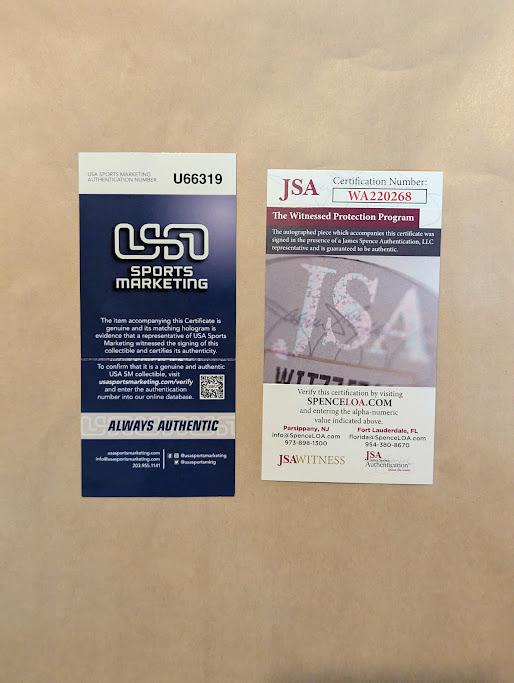 USA SPORTS MARKETING
AUTHENTICATION NUMBER
U66319
USA
SPORTS
MARKETING
The item accompanying this Certificate is
genuine and its matching hologram is
evidence that a representative of USA Sports
Marketing witnessed the signing of this
collectible and certifies its authenticity.
To confirm that it is a genuine and authentic
USA SM collectible, visit
usasportsmarketing.com/verify
and enter the authentication
number into our online database.
ALWAYS AUTHENTIC
usasportsmarketing.com
info@usasportsmarketing.com
203.955.1141
@usasportsmarketing
@usasportsmktg
JSA
Certification Number:
WA220268
The Witnessed Protection Program
The autographed piece which accompanies this certificate was
signed in the presence of a James Spence Authentication, LLC
representative and is guaranteed to be authentic.
JSA
Verify this certification by visiting
SPENCELOA.COM
and entering the alpha-numeric
value indicated above.
Parsippany, NJ
info@SpenceLOA.com
973-898-1300
Fort Lauderdale, FL
florida@SpenceLOA.com
954-380-8670
JSAWITNESS
JSA
Authentication